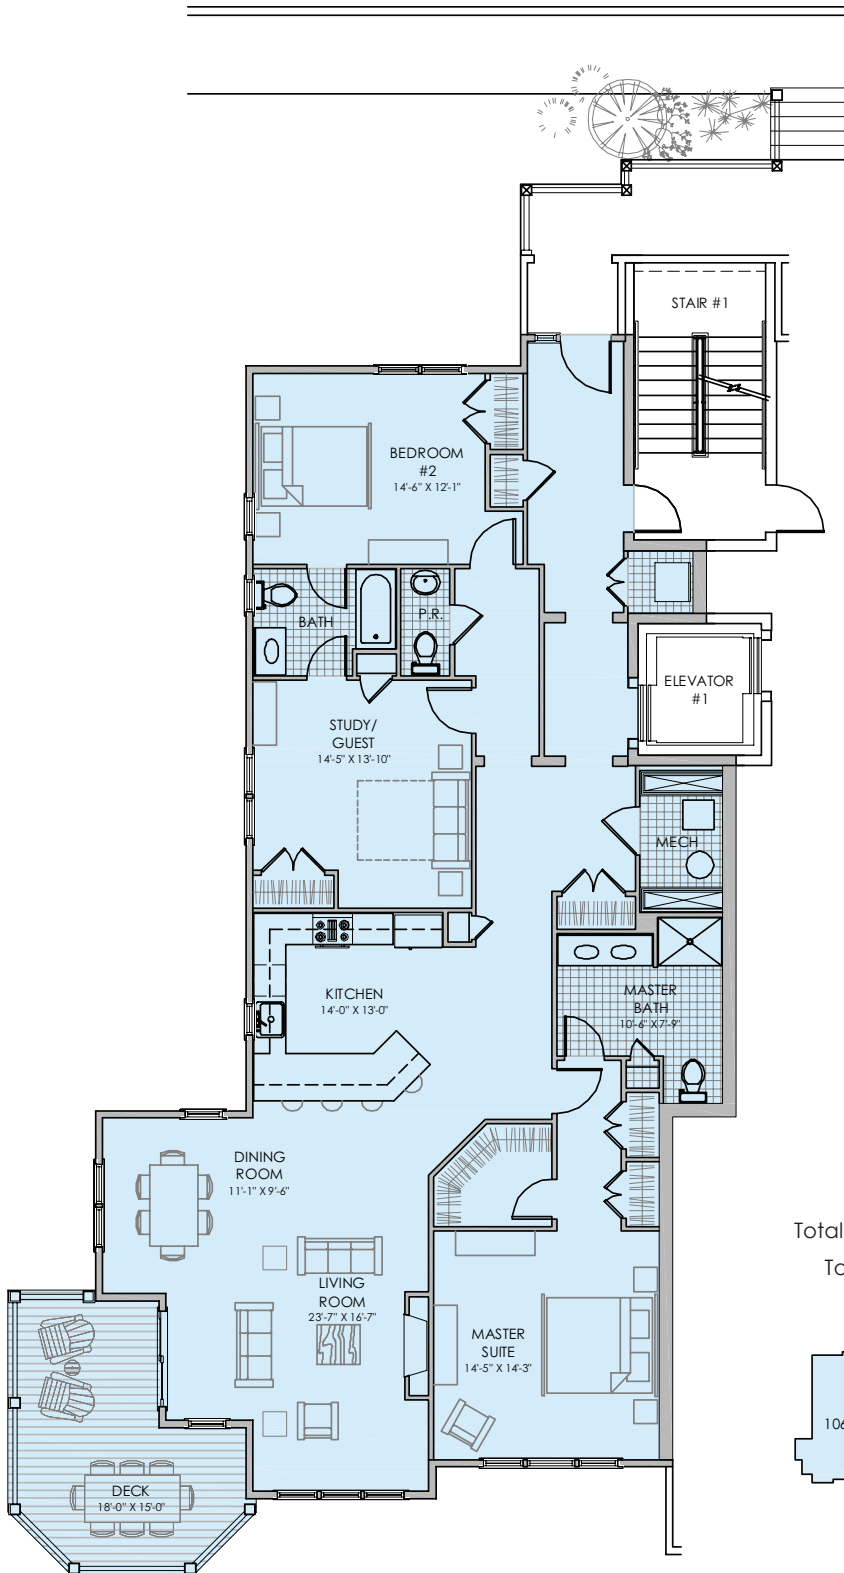 STAIR #1
BEDROOM
#2
14'-6" X 12'-1"
BATH
P.R.
ELEVATOR
#1
STUDY/
GUEST
14'-5" X 13'-10"
MECH
KITCHEN
14'-0" X 13'-0"
MASTER
BATH
10'-6" X 7'-9"
DINING
ROOM
11'-1" X 9'-6"
Total
To
LIVING
ROOM
23'-7" X 16'-7"
MASTER
SUITE
14'-5" X 14'-3"
106
DECK
18'-0" X 15'-0"